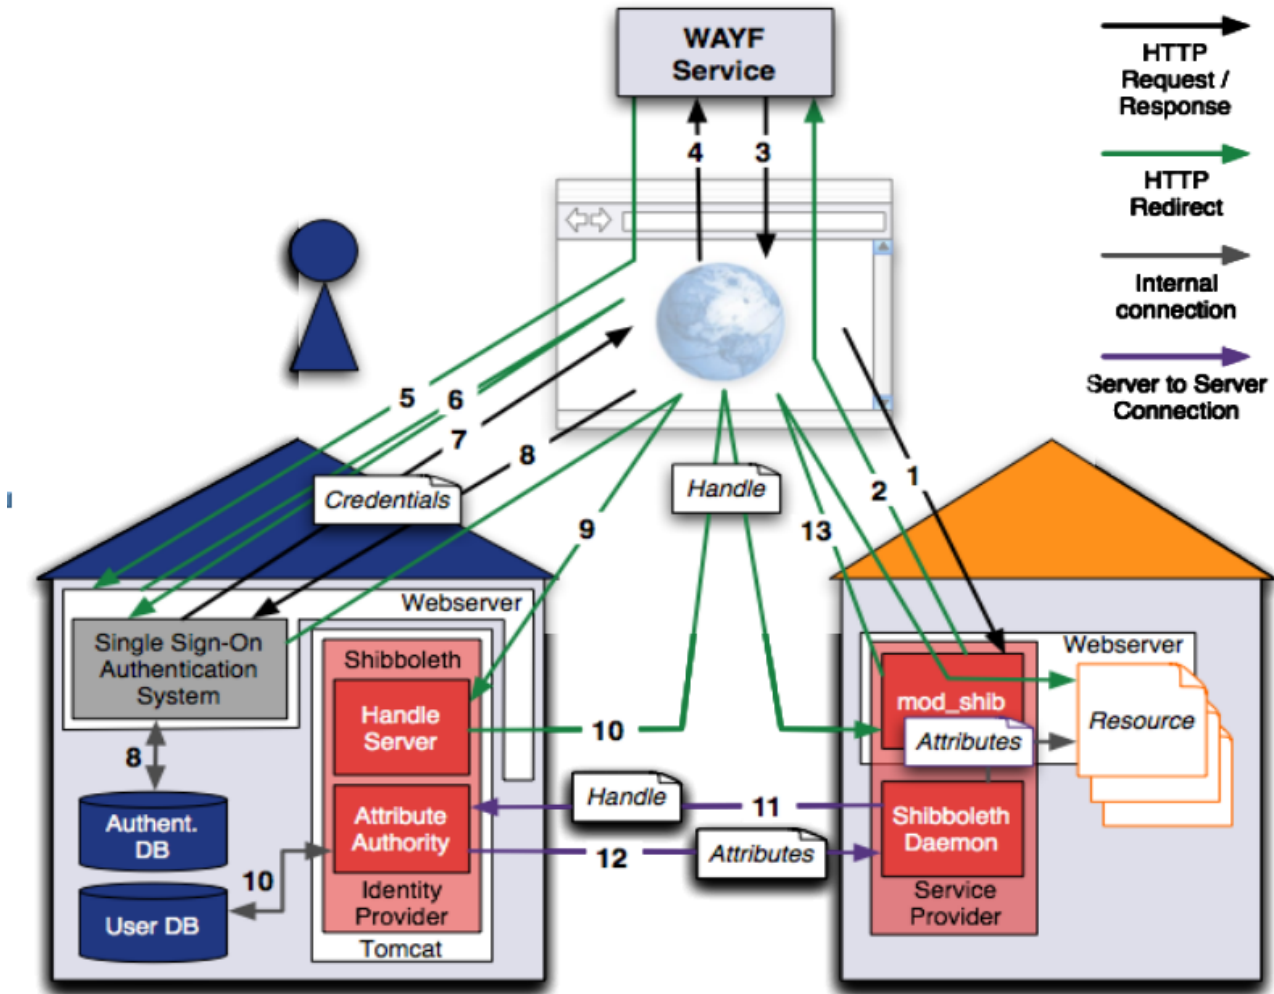 WAYF
Service
HTTP
Request /
Response
HTTP
Redirect
Internal
connection
Server to Server
Connection
4
3
5
6
7
8
Credentials
9
Handle
13
2
1
Webserver
Single Sign-On
Authentication
System
8
Authent.
DB
10
User DB
Shibboleth
Handle
Server
Attribute
Authority
Identity
Provider
Tomcat
10
Handle
11
12
Attributes
Webserver
mod_shib
Attributes
Resource
Shibboleth
Daemon
Service
Provider